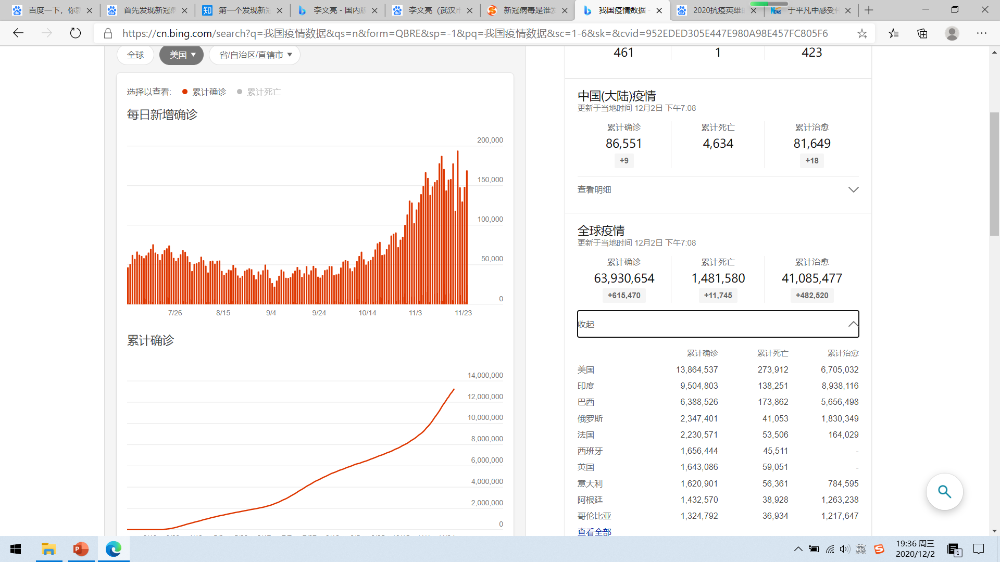 百度一下，你就
首先发现新冠病
第一个发现新冠
李文亮 - 国内版
李文亮（武汉市
新冠病毒是谁发
我国疫情数据 -
2020抗疫英雄的
于平凡中感受伟
https://cn.bing.com/search?q=我国疫情数据&qs=n&form=QBRE&sp=-1&pq=我国疫情数据&sc=1-6&sk=&cvid=952EDED305E447E980A98E457FC805F6
全球 美国 省/自治区/直辖市
选择以查看: 累计确诊 累计死亡
每日新增确诊
200,000
150,000
100,000
50,000
0
7/26 8/15 9/4 9/24 10/14 11/3 11/23
累计确诊
14,000,000
12,000,000
10,000,000
8,000,000
6,000,000
4,000,000
2,000,000
0
461 1 423
中国(大陆)疫情
更新于当地时间 12月2日 下午7:08
累计确诊 累计死亡 累计治愈
86,551 4,634 81,649
+9 +18
查看明细
全球疫情
更新于当地时间 12月2日 下午7:08
累计确诊 累计死亡 累计治愈
63,930,654 1,481,580 41,085,477
+615,470 +11,745 +482,520
收起
累计确诊 累计死亡 累计治愈
美国 13,864,537 273,912 6,705,032
印度 9,504,803 138,251 8,938,116
巴西 6,388,526 173,862 5,656,498
俄罗斯 2,347,401 41,053 1,830,349
法国 2,230,571 53,506 164,029
西班牙 1,656,444 45,511 -
英国 1,643,086 59,051 -
意大利 1,620,901 56,361 784,595
阿根廷 1,432,570 38,928 1,263,238
哥伦比亚 1,324,792 36,934 1,217,647
查看全部
英
19:36 周三
2020/12/2
1